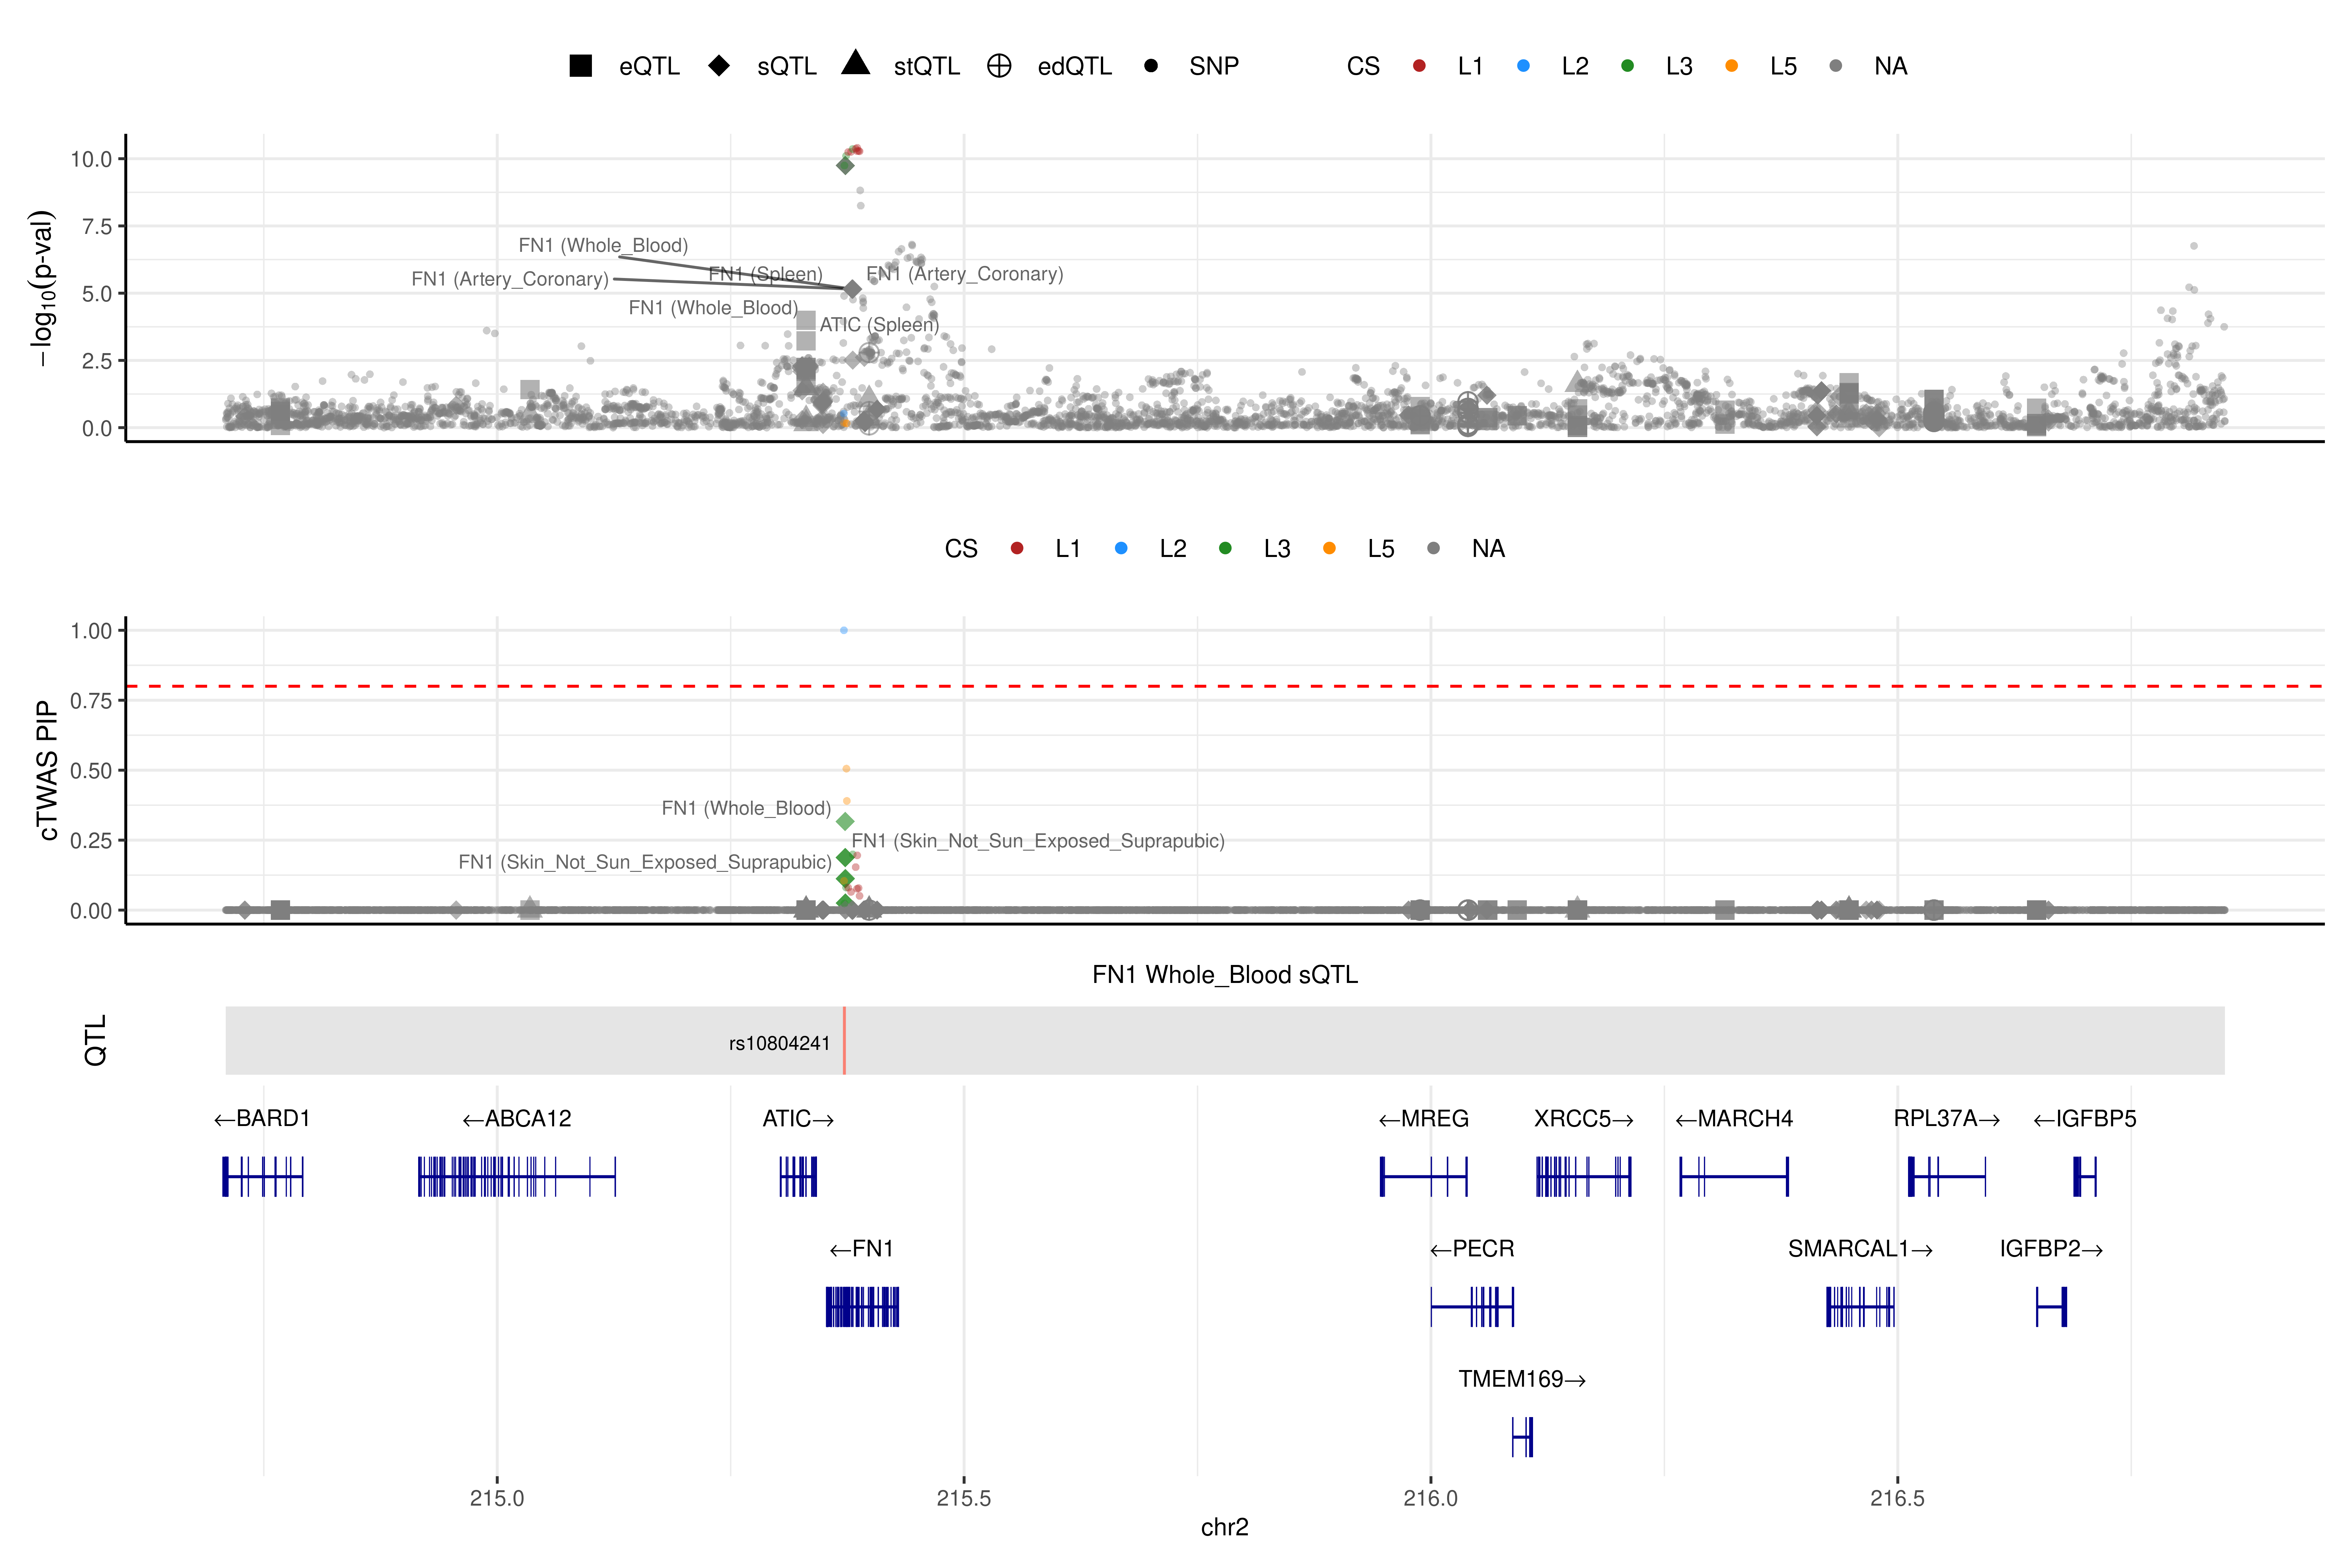 eQTL sQTL stQTL edQTL SNP CS L1 L2 L3 L5 NA
−log10(p-val)
10.0
7.5
5.0
2.5
0.0
FN1 (Whole_Blood)
FN1 (Artery_Coronary)
FN1 (Spleen)
FN1 (Artery_Coronary)
FN1 (Whole_Blood)
ATIC (Spleen)
CS L1 L2 L3 L5 NA
cTWAS PIP
1.00
0.75
0.50
0.25
0.00
FN1 (Whole_Blood)
FN1 (Skin_Not_Sun_Exposed_Suprapubic)
FN1 (Skin_Not_Sun_Exposed_Suprapubic)
FN1 Whole_Blood sQTL
QTL
rs10804241
←BARD1 ←ABCA12 ATIC→ ←MREG XRCC5→ ←MARCH4 RPL37A→ ←IGFBP5
←FN1 ←PECR SMARCAL1→ IGFBP2→
TMEM169→
215.0 215.5 216.0 216.5
chr2